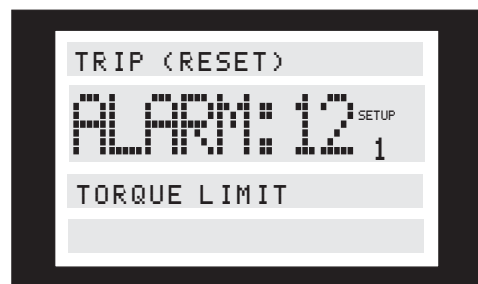 TRIP (RESET)
ALARM: 12 SETUP
1
TORQUE LIMIT